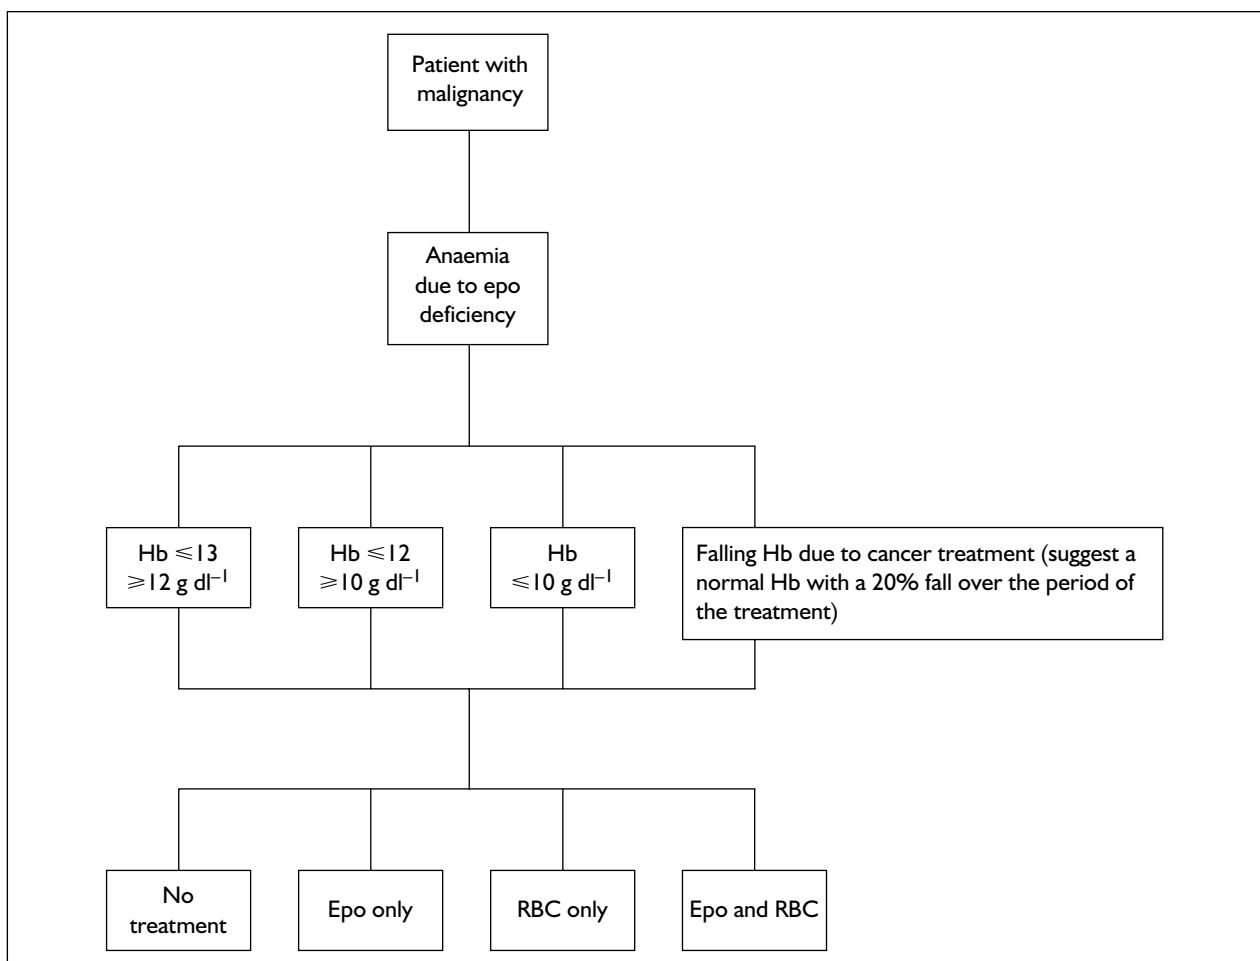 Patient with
malignancy
Anaemia
due to epo
deficiency
Hb ⩽13
⩾12 g dl⁻¹
Hb ⩽12
⩾10 g dl⁻¹
Hb
⩽10 g dl⁻¹
Falling Hb due to cancer treatment (suggest a
normal Hb with a 20% fall over the period of
the treatment)
No
treatment
Epo only
RBC only
Epo and RBC